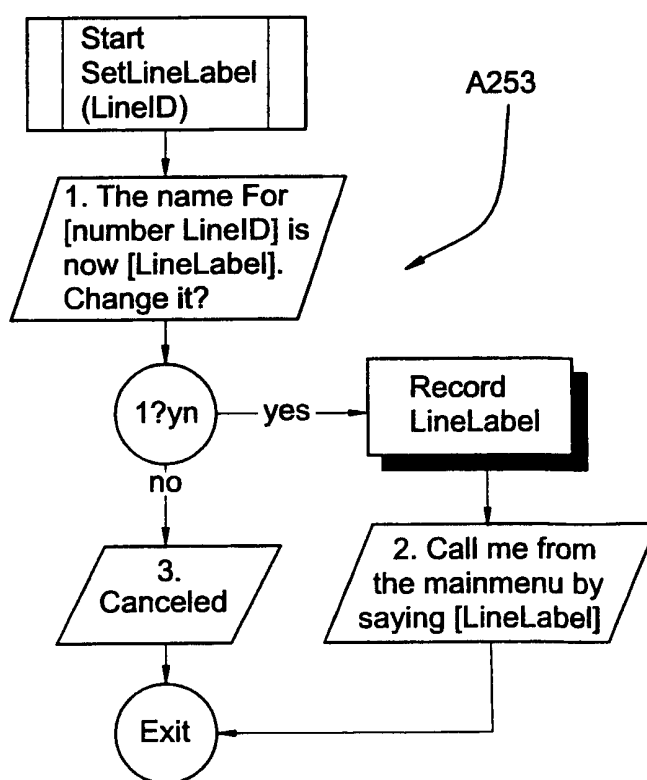 Start
SetLineLabel
(LineID)
A253
1. The name For
[number LineID] is
now [LineLabel].
Change it?
1?yn
yes
Record
LineLabel
no
2. Call me from
the mainmenu by
saying [LineLabel]
3.
Canceled
Exit